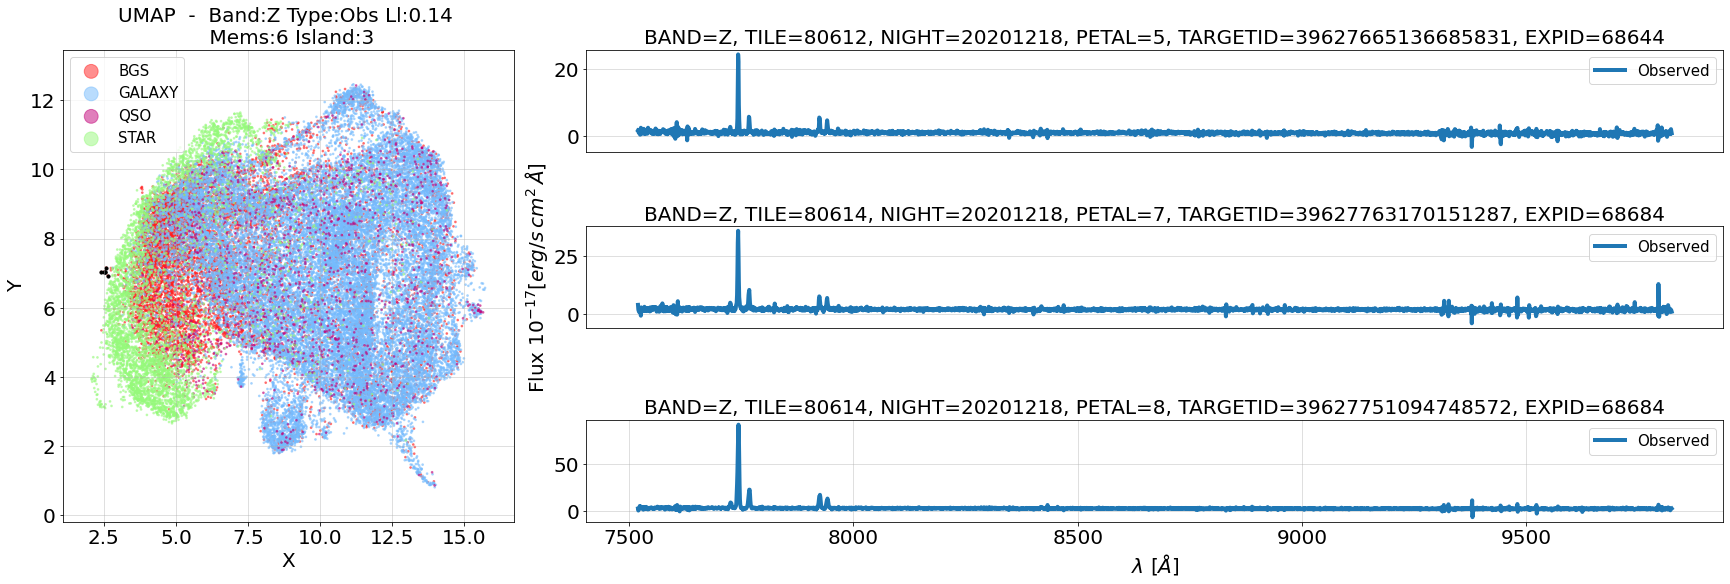 UMAP - Band:Z Type:Obs Ll:0.14
Mems:6 Island:3
BGS
GALAXY
QSO
STAR
Y
12
10
8
6
4
2
0
2.5 5.0 7.5 10.0 12.5 15.0
X
BAND=Z, TILE=80612, NIGHT=20201218, PETAL=5, TARGETID=39627665136685831, EXPID=68644
Observed
20
0
BAND=Z, TILE=80614, NIGHT=20201218, PETAL=7, TARGETID=39627763170151287, EXPID=68684
Observed
25
0
Flux 10⁻¹⁷[erg/s cm² Å]
BAND=Z, TILE=80614, NIGHT=20201218, PETAL=8, TARGETID=39627751094748572, EXPID=68684
Observed
50
0
7500 8000 8500 9000 9500
λ [Å]